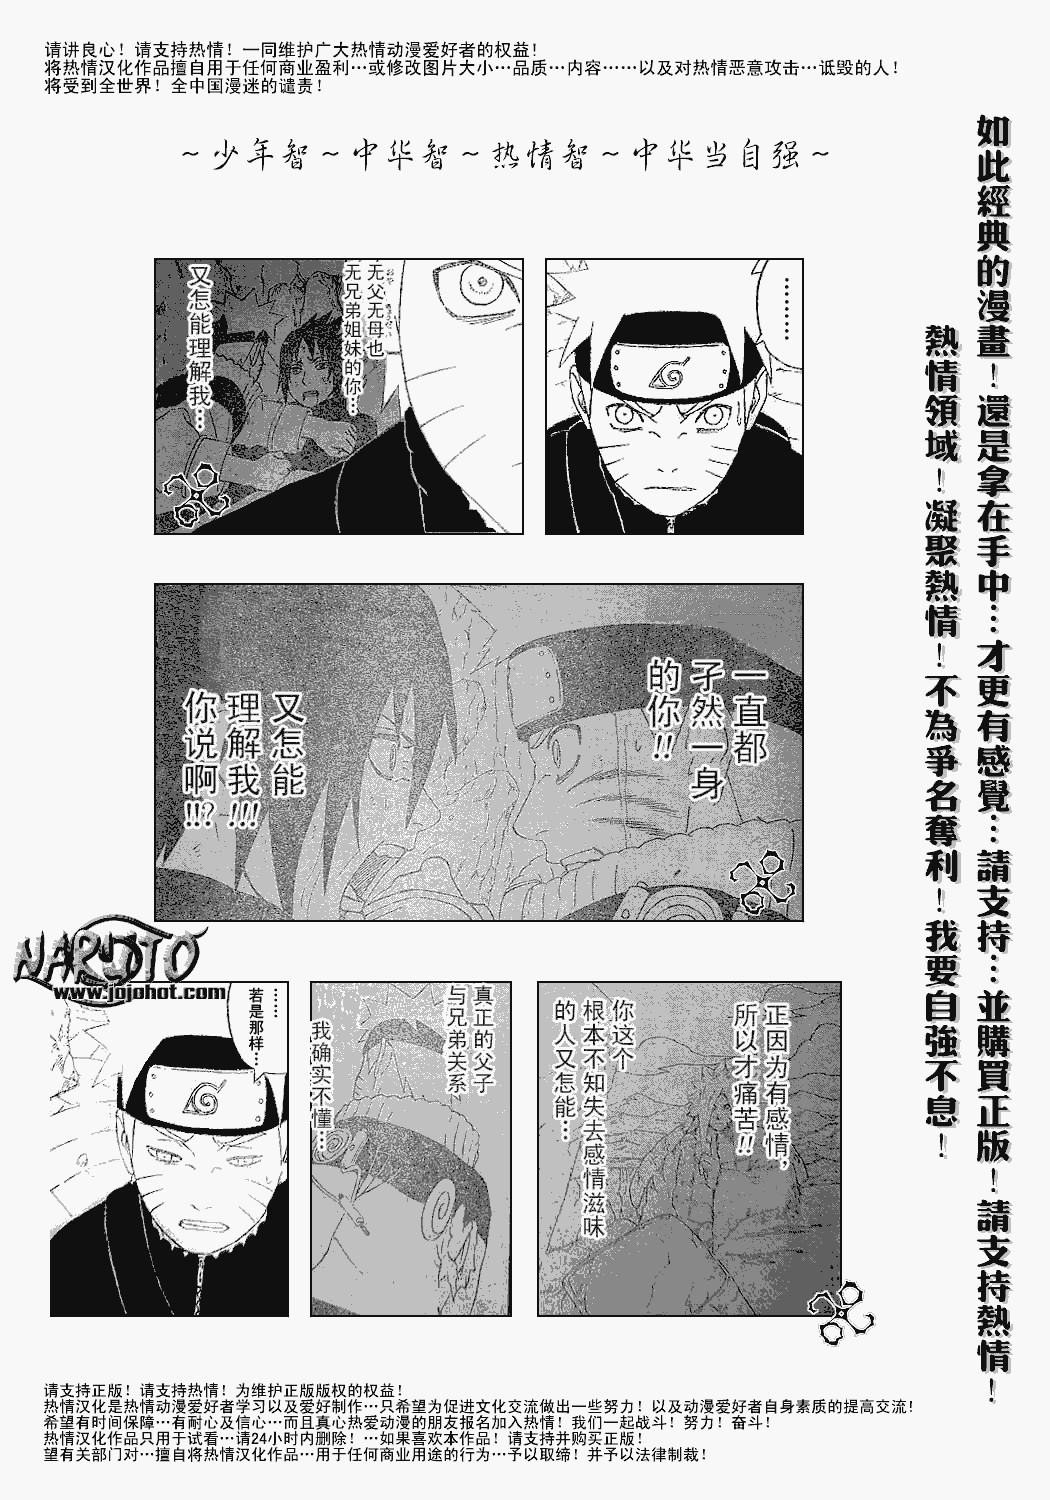 请讲良心！请支持热情！一同维护广大热情动漫爱好者的权益！
将热情汉化作品擅自用于任何商业盈利…或修改图片大小…品质…内容……以及对热情恶意攻击…诋毁的人！
将受到全世界！全中国漫迷的谴责！
～少年智～中华智～热情智～中华当自强～
如此經典的漫畫！還是拿在手中…才更有感覺…請支持…並購買正版！請支持熱情！
熱情領域！凝聚熱情！不為爭名奪利！我要自強不息！
………
无父无母也
无兄弟姐妹的你…
又怎能理解我…
一直都
孑然一身
的你!!
又怎能
理解我!!!
你说啊!!?
正因为有感情，
所以才痛苦!!
你这个
根本不知失去感情滋味
的人又怎能…
真正的父子
与兄弟关系
我确实不懂…
……
若是那样…
NARUTO
www.jojohot.com
请支持正版！请支持热情！为维护正版版权的权益！
热情汉化是热情动漫爱好者学习以及爱好制作…只希望为促进文化交流做出一些努力！以及动漫爱好者自身素质的提高交流！
希望有时间保障…有耐心及信心…而且真心热爱动漫的朋友报名加入热情！我们一起战斗！努力！奋斗！
热情汉化作品只用于试看…请24小时内删除！…如果喜欢本作品！请支持并购买正版！
望有关部门对…擅自将热情汉化作品…用于任何商业用途的行为…予以取缔！并予以法律制裁！